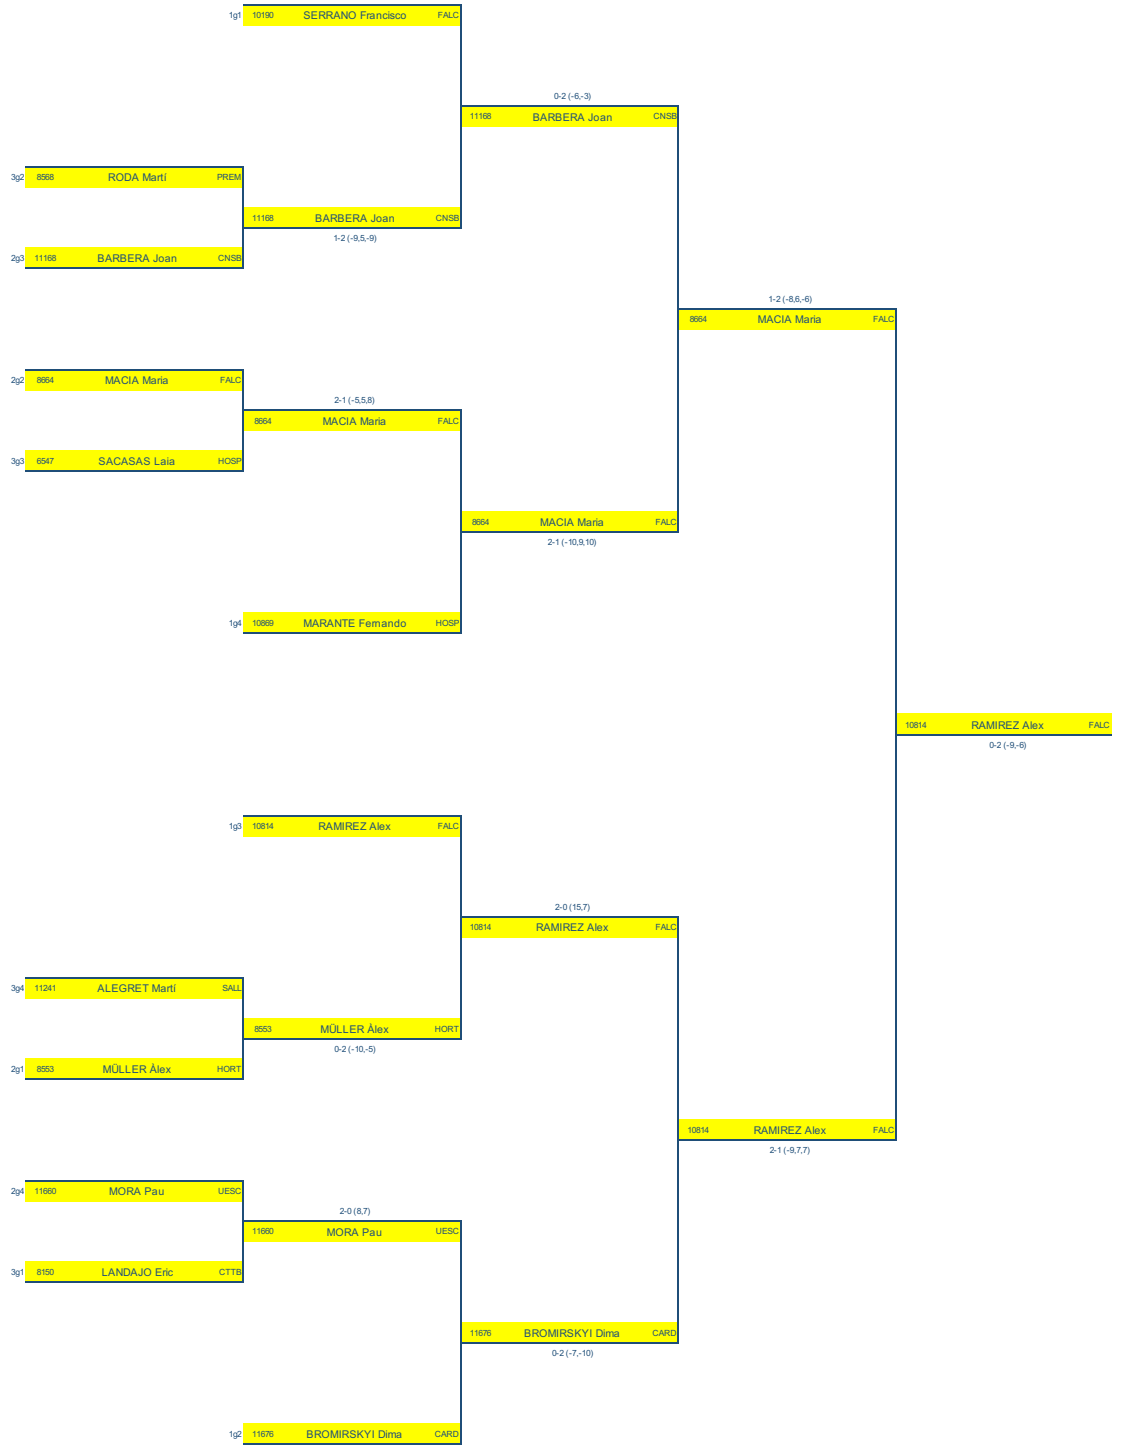 1g1 10190 SERRANO Francisco FALC
0-2 (-6,-3)
11168 BARBERA Joan CNSB
3g2 8568 RODA Martí PREM
11168 BARBERA Joan CNSB
1-2 (-9,5,-9)
2g3 11168 BARBERA Joan CNSB
1-2 (-8,6,-6)
8664 MACIA Maria FALC
2g2 8664 MACIA Maria FALC
2-1 (-5,5,8)
8664 MACIA Maria FALC
3g3 6547 SACASAS Laia HOSP
8664 MACIA Maria FALC
2-1 (-10,9,10)
1g4 10869 MARANTE Fernando HOSP
10814 RAMIREZ Alex FALC
0-2 (-9,-6)
1g3 10814 RAMIREZ Alex FALC
2-0 (15,7)
10814 RAMIREZ Alex FALC
3g4 11241 ALEGRET Martí SALL
8553 MÜLLER Àlex HORT
0-2 (-10,-5)
2g1 8553 MÜLLER Àlex HORT
10814 RAMIREZ Alex FALC
2-1 (-9,7,7)
2g4 11660 MORA Pau UESC
2-0 (8,7)
11660 MORA Pau UESC
3g1 8150 LANDAJO Eric CTTB
11676 BROMIRSKYI Dima CARD
0-2 (-7,-10)
1g2 11676 BROMIRSKYI Dima CARD